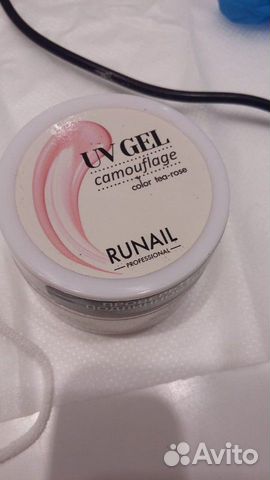 UV GEL
camouflage
color tea-rose
RUNAIL
PROFESSIONAL
Avito